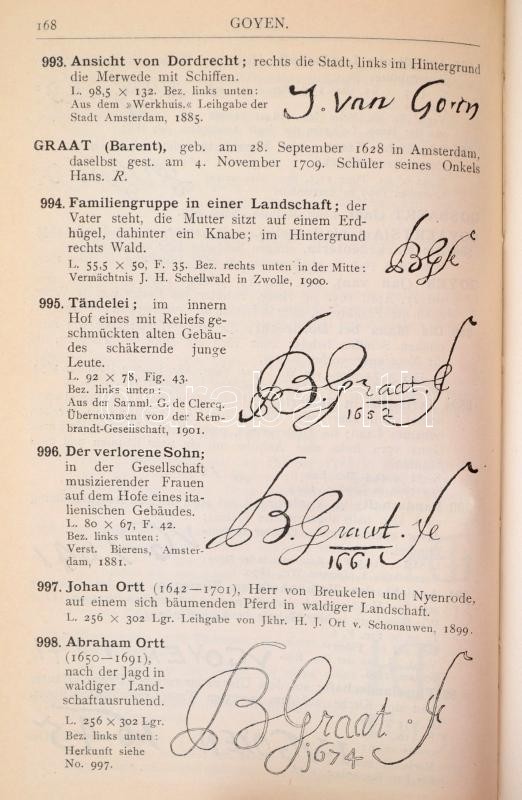 168
GOYEN.
993. Ansicht von Dordrecht; rechts die Stadt, links im Hintergrund
die Merwede mit Schiffen.
L. 98,5 × 132. Bez. links unten:
Aus dem »Werkhuis.« Leihgabe der
Stadt Amsterdam, 1885.
J. van Goin
GRAAT (Barent), geb. am 28. September 1628 in Amsterdam,
daselbst gest. am 4. November 1709. Schüler seines Onkels
Hans. R.
994. Familiengruppe in einer Landschaft; der
Vater steht, die Mutter sitzt auf einem Erd-
hügel, dahinter ein Knabe; im Hintergrund
rechts Wald.
L. 55,5 × 50, F. 35. Bez. rechts unten in der Mitte:
Vermächtnis J. H. Schellwald in Zwolle, 1900.
995. Tändelei; im innern
Hof eines mit Reliefs ge-
schmückten alten Gebäu-
des schäkernde junge
Leute.
L. 92 × 78, Fig. 43.
Bez. links unten:
Aus der Samml. G. de Clercq.
Übernommen von der Rem-
brandt-Gesellschaft, 1901.
B. Graat.
1652
996. Der verlorene Sohn;
in der Gesellschaft
musizierender Frauen
auf dem Hofe eines ita-
lienischen Gebäudes.
L. 80 × 67, F. 42.
Bez. links unten:
Verst. Bierens, Amster-
dam, 1881.
B. Graat. fe
1661
997. Johan Ortt (1642—1701), Herr von Breukelen und Nyenrode,
auf einem sich bäumenden Pferd in waldiger Landschaft.
L. 256 × 302 Lgr. Leihgabe von Jkhr. H. J. Ort v. Schonauwen, 1899.
998. Abraham Ortt
(1650—1691),
nach der Jagd in
waldiger Land-
schaft ausruhend.
L. 256 × 302 Lgr.
Bez. links unten:
Herkunft siehe
No. 997.
B Graat . fe
1674